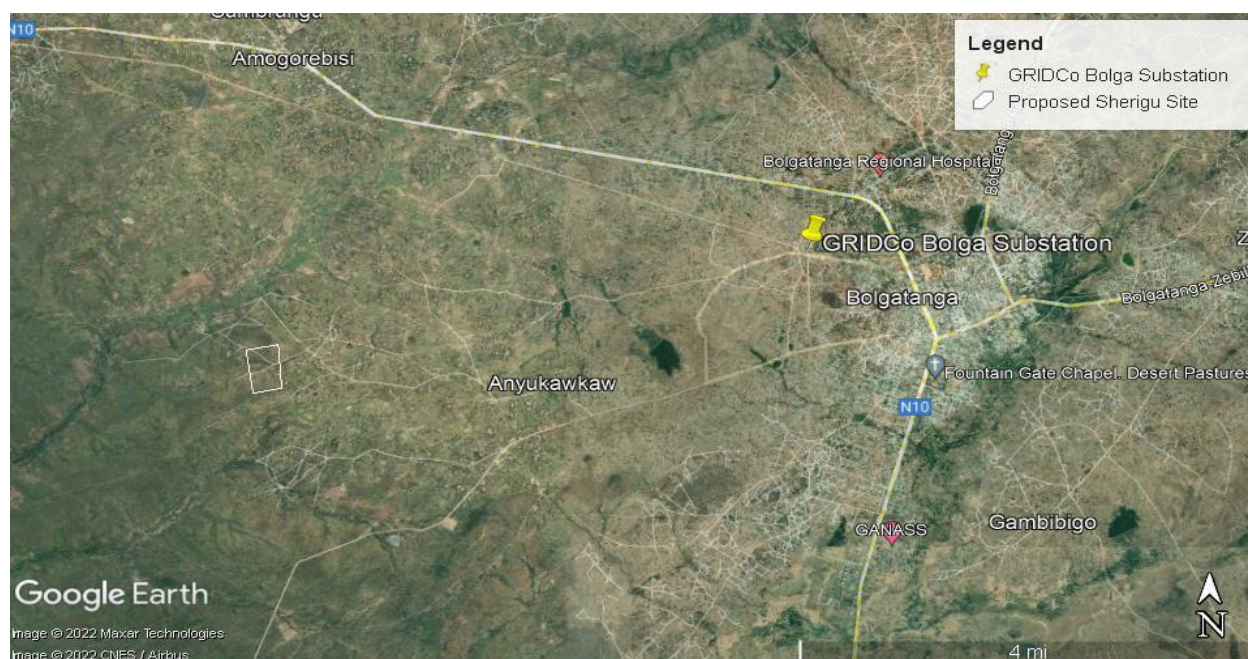 N10
Amogorebisi
Legend
GRIDCo Bolga Substation
Proposed Sherigu Site
Bolgatanga Regional Hospital
GRIDCo Bolga Substation
Bolgatanga
Anyukawkaw
Fountain Gate Chapel. Desert Pastures
N10
GANASS
Gambibigo
Google Earth
N
Image © 2022 Maxar Technologies
Image © 2022 CNES / Airbus
4 mi